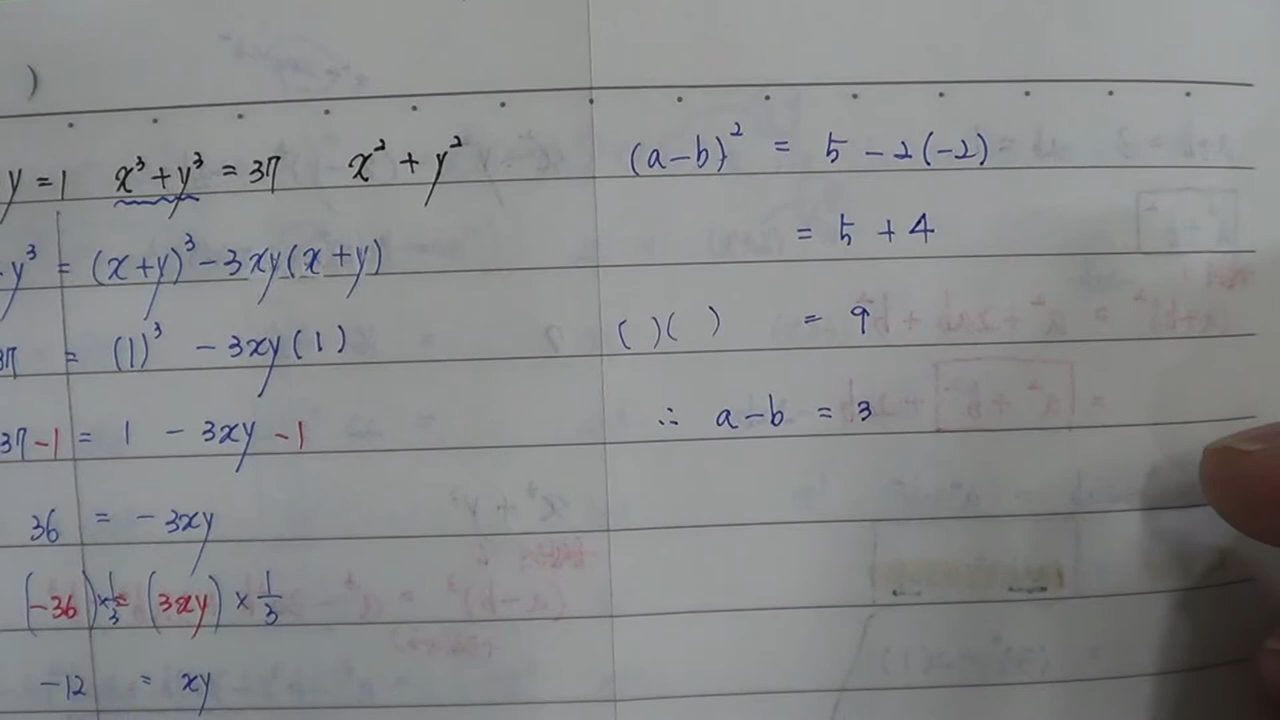 )
y = 1 x³ + y³ = 37 x² + y²
y³ = (x+y)³ - 3xy(x+y)
37 = (1)³ - 3xy(1)
37 - 1 = 1 - 3xy - 1
36 = - 3xy
(-36) × 1/3 = (3xy) × 1/3
-12 = xy
(a-b)² = 5 - 2(-2)
= 5 + 4
( )( ) = 9
∴ a-b = 3